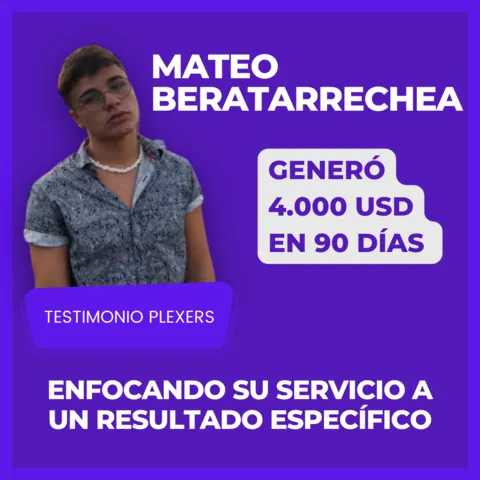 MATEO
BERATARRECHEA
GENERÓ
4.000 USD
EN 90 DÍAS
TESTIMONIO PLEXERS
ENFOCANDO SU SERVICIO A
UN RESULTADO ESPECÍFICO